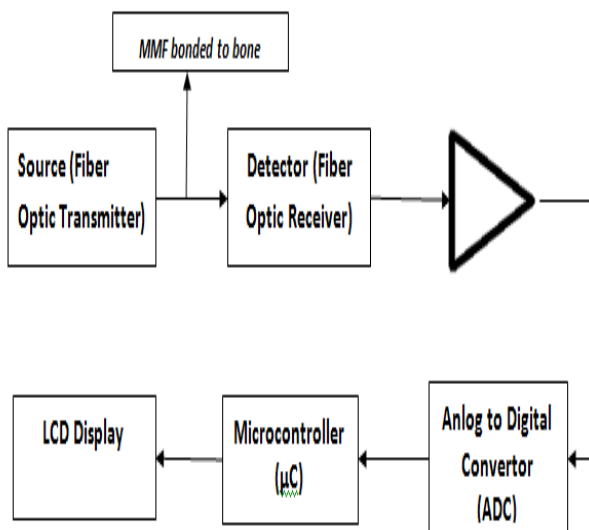 MMF bonded to bone
Source (Fiber
Optic Transmitter)
Detector (Fiber
Optic Receiver)
LCD Display
Microcontroller
(µC)
Anlog to Digital
Convertor
(ADC)